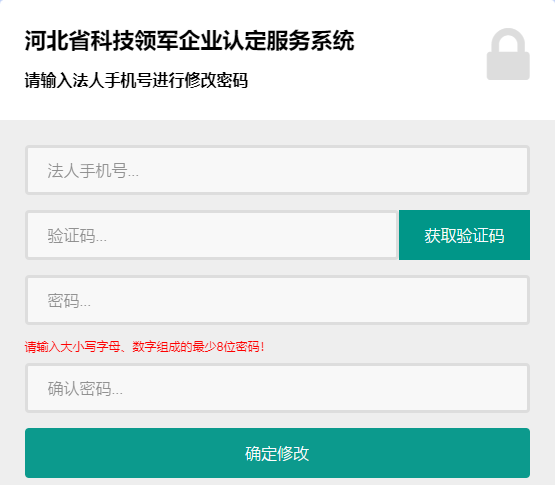 河北省科技领军企业认定服务系统
请输入法人手机号进行修改密码
法人手机号...
验证码...
获取验证码
密码...
请输入大小写字母、数字组成的最少8位密码！
确认密码...
确定修改